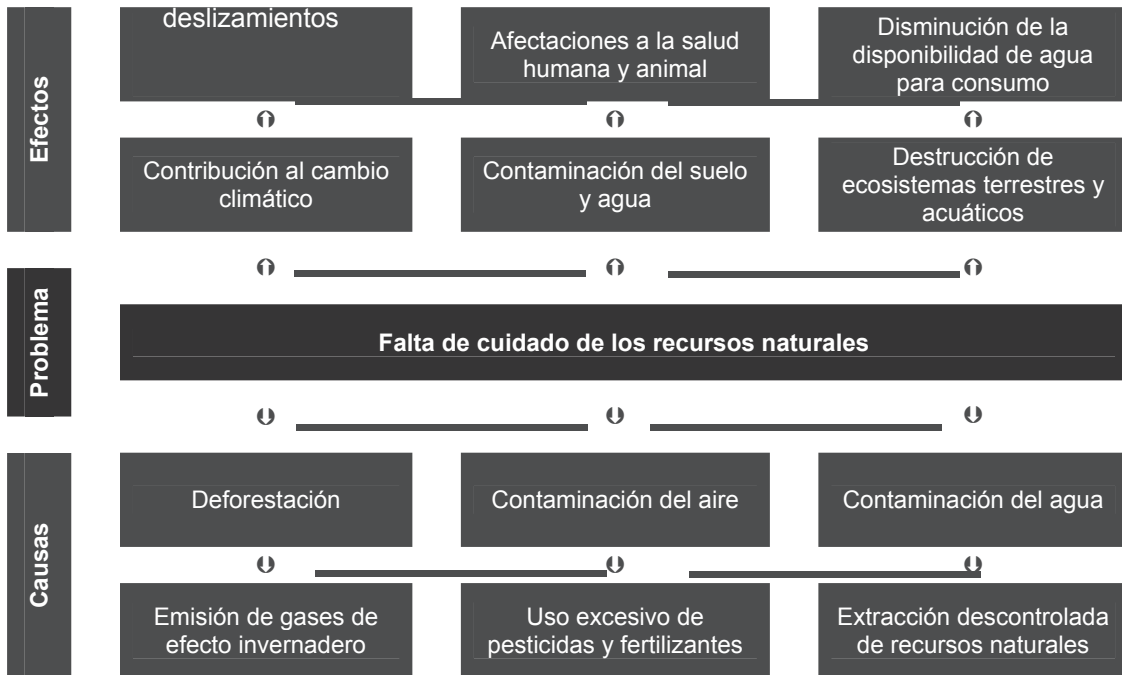 Efectos
deslizamientos
Afectaciones a la salud
humana y animal
Disminución de la
disponibilidad de agua
para consumo
Contribución al cambio
climático
Contaminación del suelo
y agua
Destrucción de
ecosistemas terrestres y
acuáticos
Problema
Falta de cuidado de los recursos naturales
Causas
Deforestación
Contaminación del aire
Contaminación del agua
Emisión de gases de
efecto invernadero
Uso excesivo de
pesticidas y fertilizantes
Extracción descontrolada
de recursos naturales